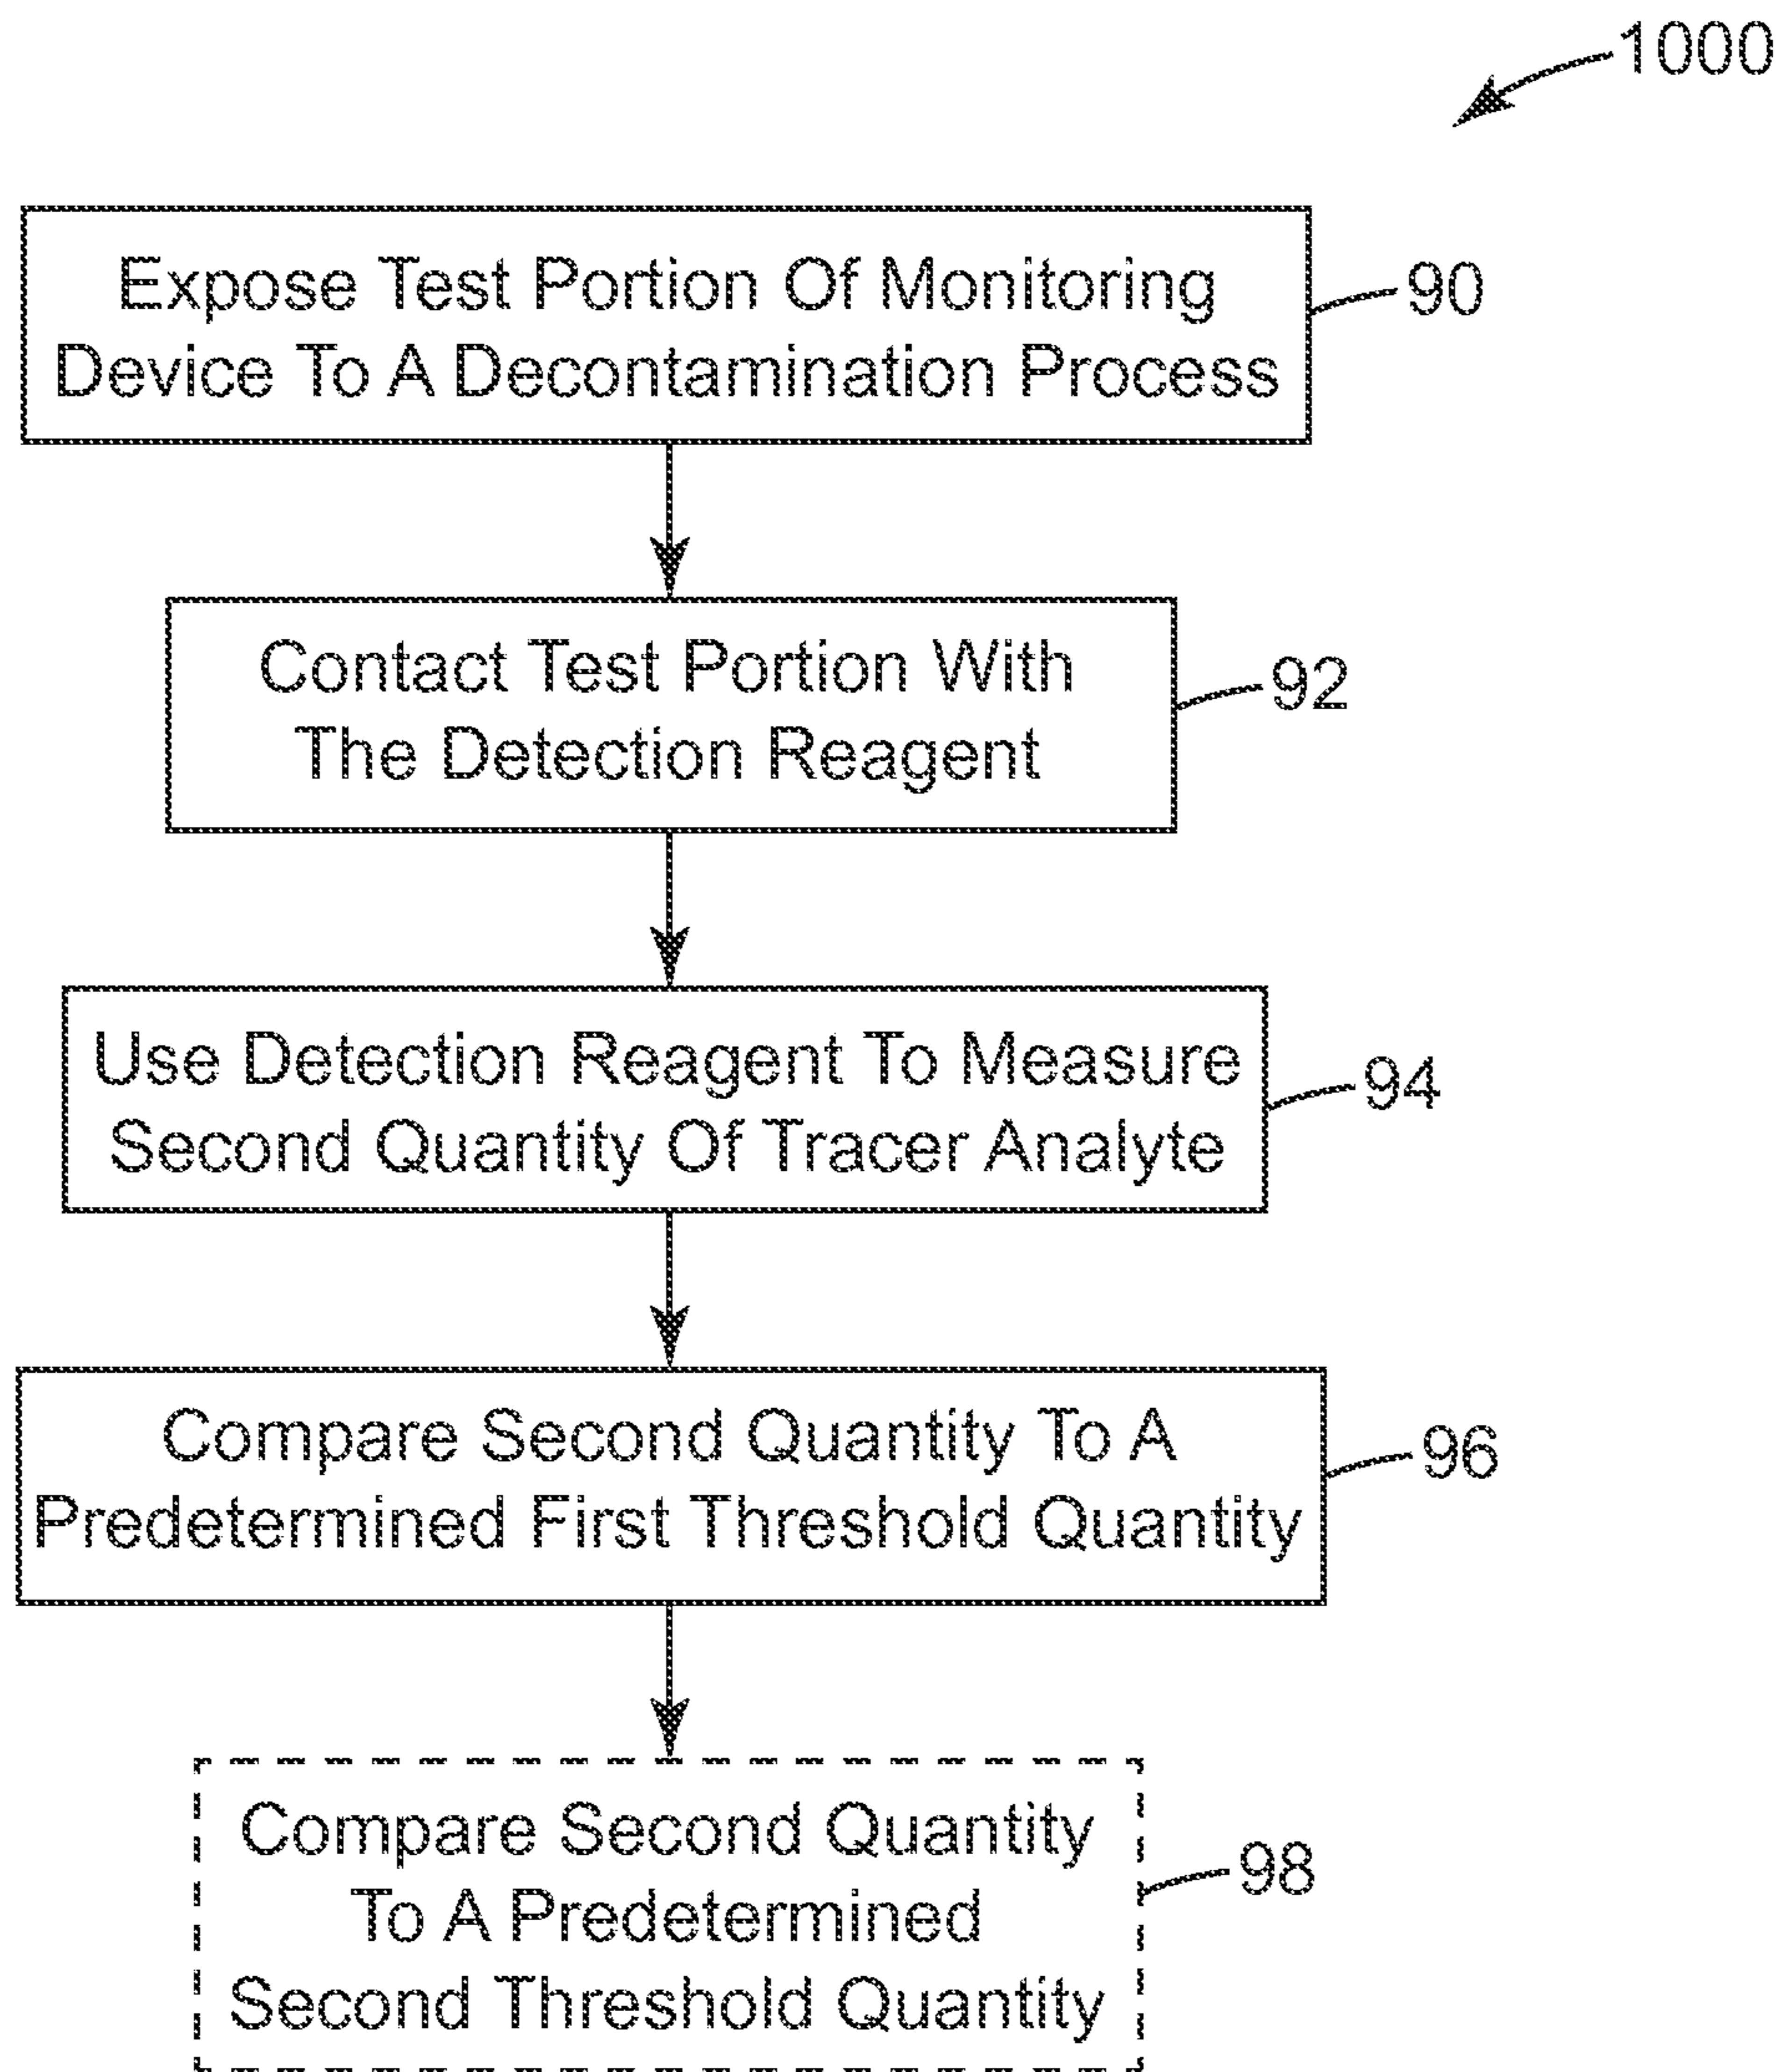 1000
Expose Test Portion Of Monitoring
Device To A Decontamination Process
90
Contact Test Portion With
The Detection Reagent
92
Use Detection Reagent To Measure
Second Quantity Of Tracer Analyte
94
Compare Second Quantity To A
Predetermined First Threshold Quantity
96
Compare Second Quantity
To A Predetermined
Second Threshold Quantity
98